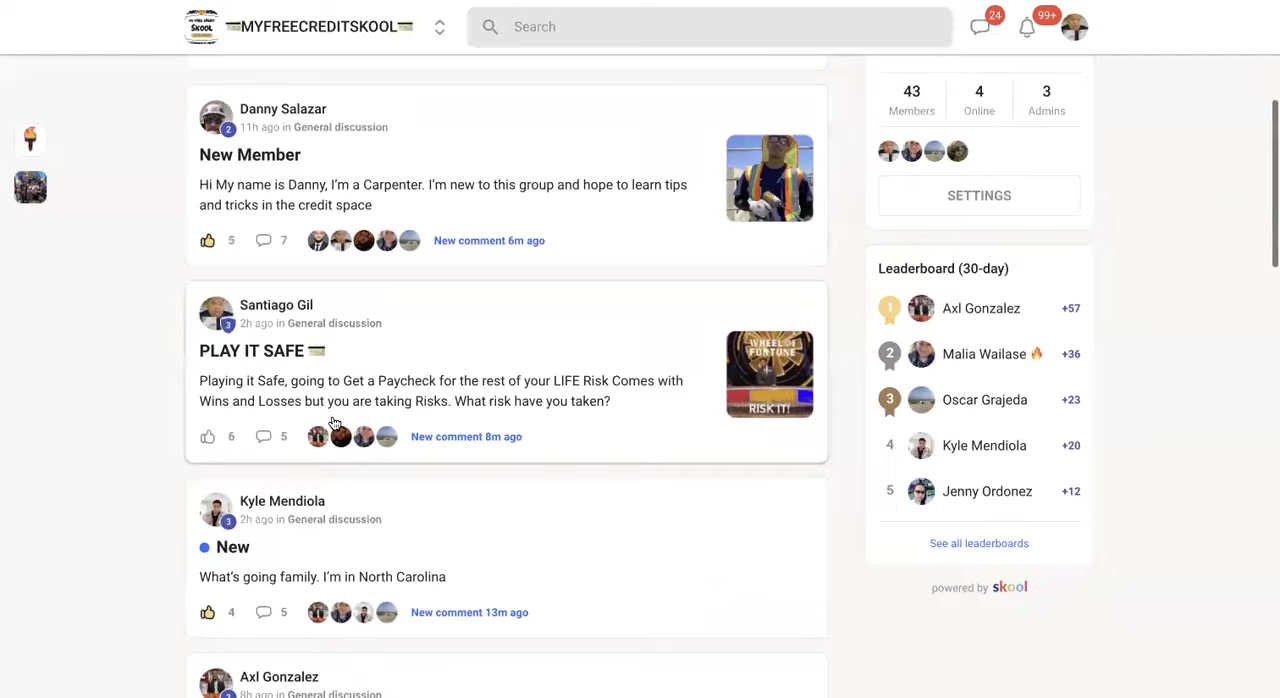 SKOOL
MYFREECREDITSKOOL
Search
24
99+
43
Members
4
Online
3
Admins
SETTINGS
Danny Salazar
2
11h ago in General discussion
New Member
Hi My name is Danny, I'm a Carpenter. I'm new to this group and hope to learn tips
and tricks in the credit space
5
7
New comment 6m ago
Santiago Gil
3
2h ago in General discussion
PLAY IT SAFE
Playing it Safe, going to Get a Paycheck for the rest of your LIFE Risk Comes with
Wins and Losses but you are taking Risks. What risk have you taken?
WHEEL OF
FORTUNE
RISK IT!
6
5
New comment 8m ago
Kyle Mendiola
3
2h ago in General discussion
New
What's going family. I'm in North Carolina
4
5
New comment 13m ago
Axl Gonzalez
8h ago in General discussion
Leaderboard (30-day)
1 Axl Gonzalez +57
2 Malia Wailase +36
3 Oscar Grajeda +23
4 Kyle Mendiola +20
5 Jenny Ordonez +12
See all leaderboards
powered by skool